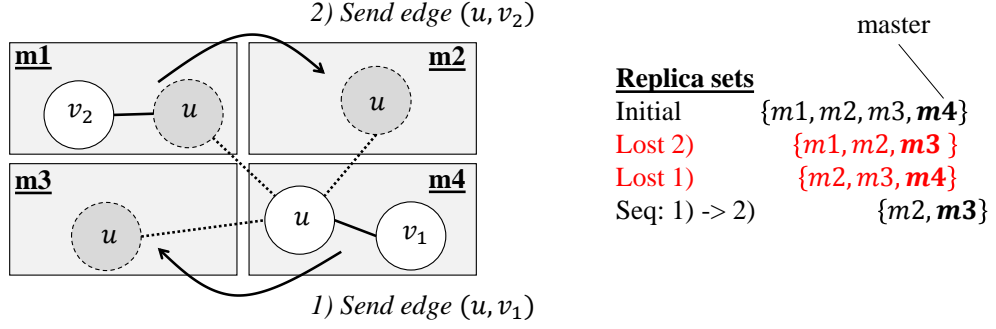 2) Send edge (u, v₂)
m1
m2
v₂
u
u
m3
m4
u
u
v₁
1) Send edge (u, v₁)
master
Replica sets
Initial {m1, m2, m3, m4}
Lost 2) {m1, m2, m3 }
Lost 1) {m2, m3, m4}
Seq: 1) -> 2) {m2, m3}